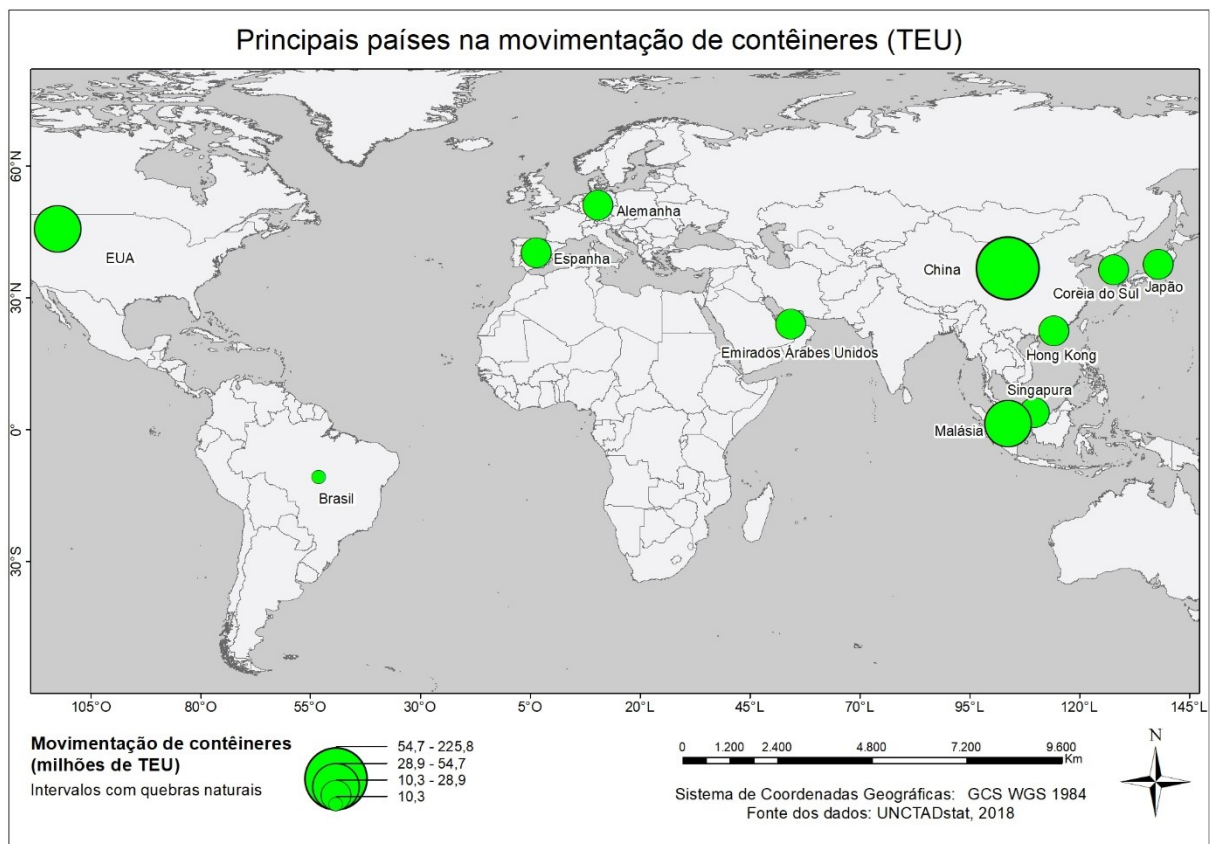 Principais países na movimentação de contêineres (TEU)
60°N
30°N
0°
30°S
EUA
Alemanha
Espanha
China
Coréia do Sul
Japão
Emirados Árabes Unidos
Hong Kong
Singapura
Malásia
Brasil
105°O 80°O 55°O 30°O 5°O 20°L 45°L 70°L 95°L 120°L 145°L
Movimentação de contêineres
(milhões de TEU)
Intervalos com quebras naturais
54,7 - 225,8
28,9 - 54,7
10,3 - 28,9
10,3
0 1.200 2.400 4.800 7.200 9.600
Km
Sistema de Coordenadas Geográficas: GCS WGS 1984
Fonte dos dados: UNCTADstat, 2018
N